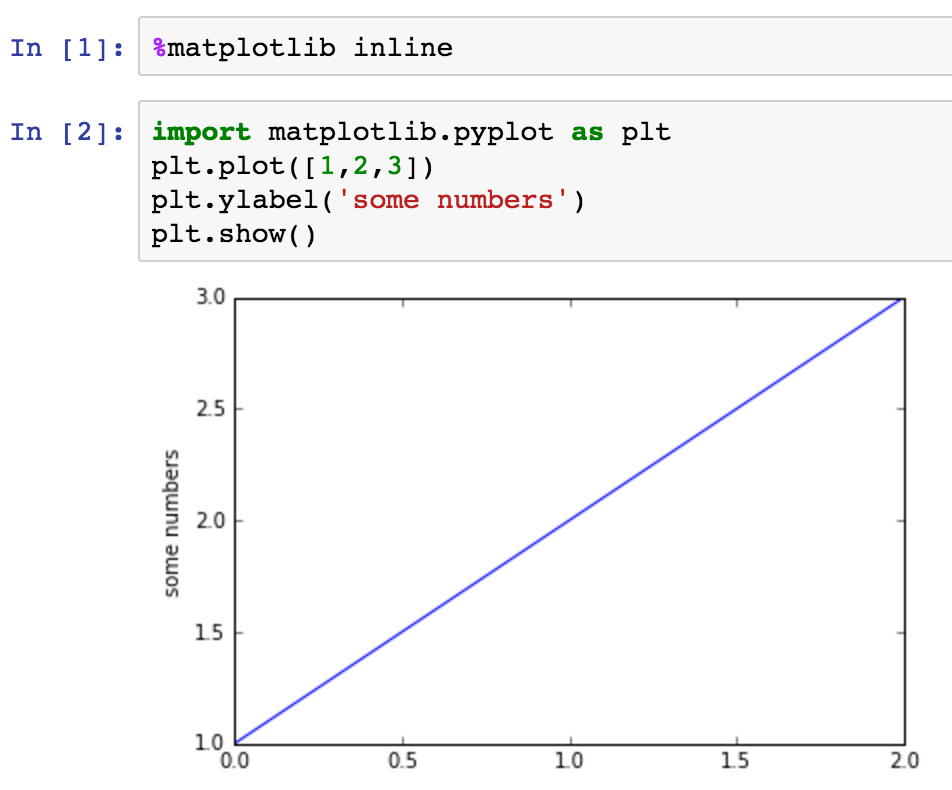 In [1]: %matplotlib inline
In [2]: import matplotlib.pyplot as plt
plt.plot([1,2,3])
plt.ylabel('some numbers')
plt.show()
3.0
2.5
2.0
1.5
1.0
some numbers
0.0 0.5 1.0 1.5 2.0